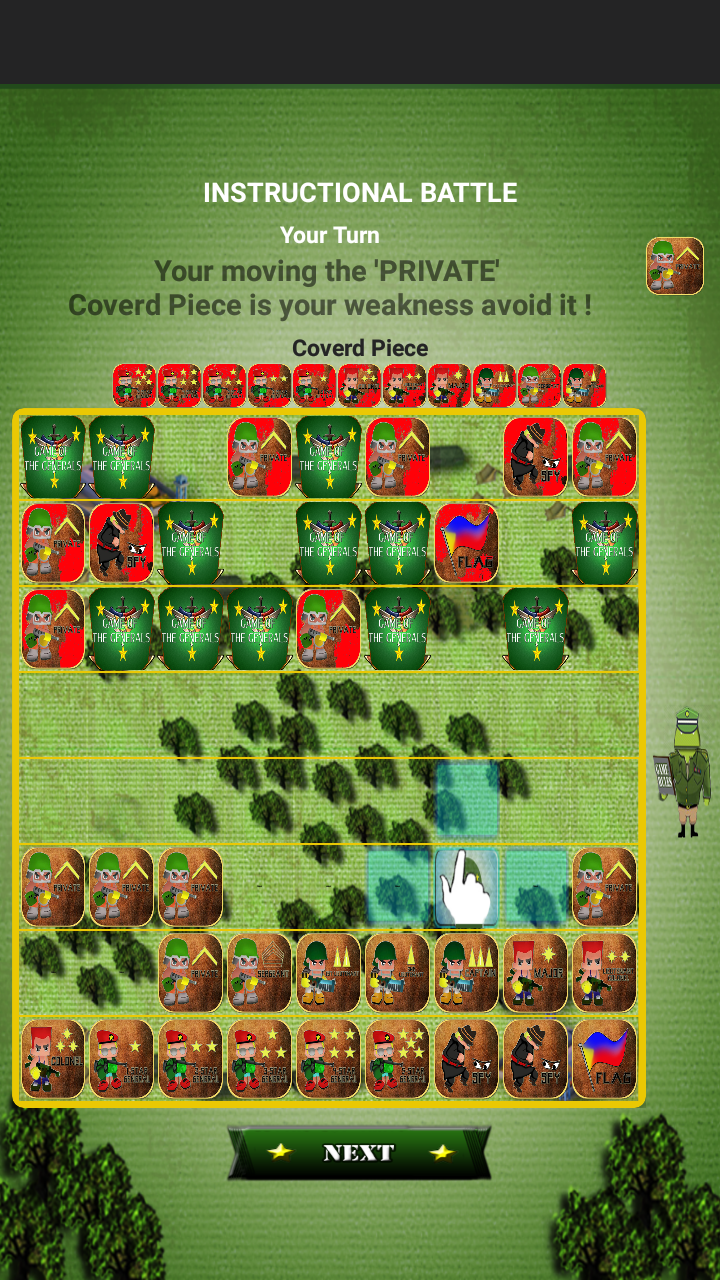 INSTRUCTIONAL BATTLE
Your Turn
Your moving the 'PRIVATE'
Coverd Piece is your weakness avoid it !
Coverd Piece
GAME OF THE GENERALS GAME OF THE GENERALS PRIVATE GAME OF THE GENERALS PRIVATE SPY PRIVATE
PRIVATE SPY GAME OF THE GENERALS GAME OF THE GENERALS GAME OF THE GENERALS FLAG GAME OF THE GENERALS
PRIVATE GAME OF THE GENERALS GAME OF THE GENERALS GAME OF THE GENERALS PRIVATE GAME OF THE GENERALS GAME OF THE GENERALS
GAME RULES
PRIVATE PRIVATE PRIVATE PRIVATE
PRIVATE SERGEANT CAPTAIN MAJOR
COLONEL SPY SPY FLAG
NEXT